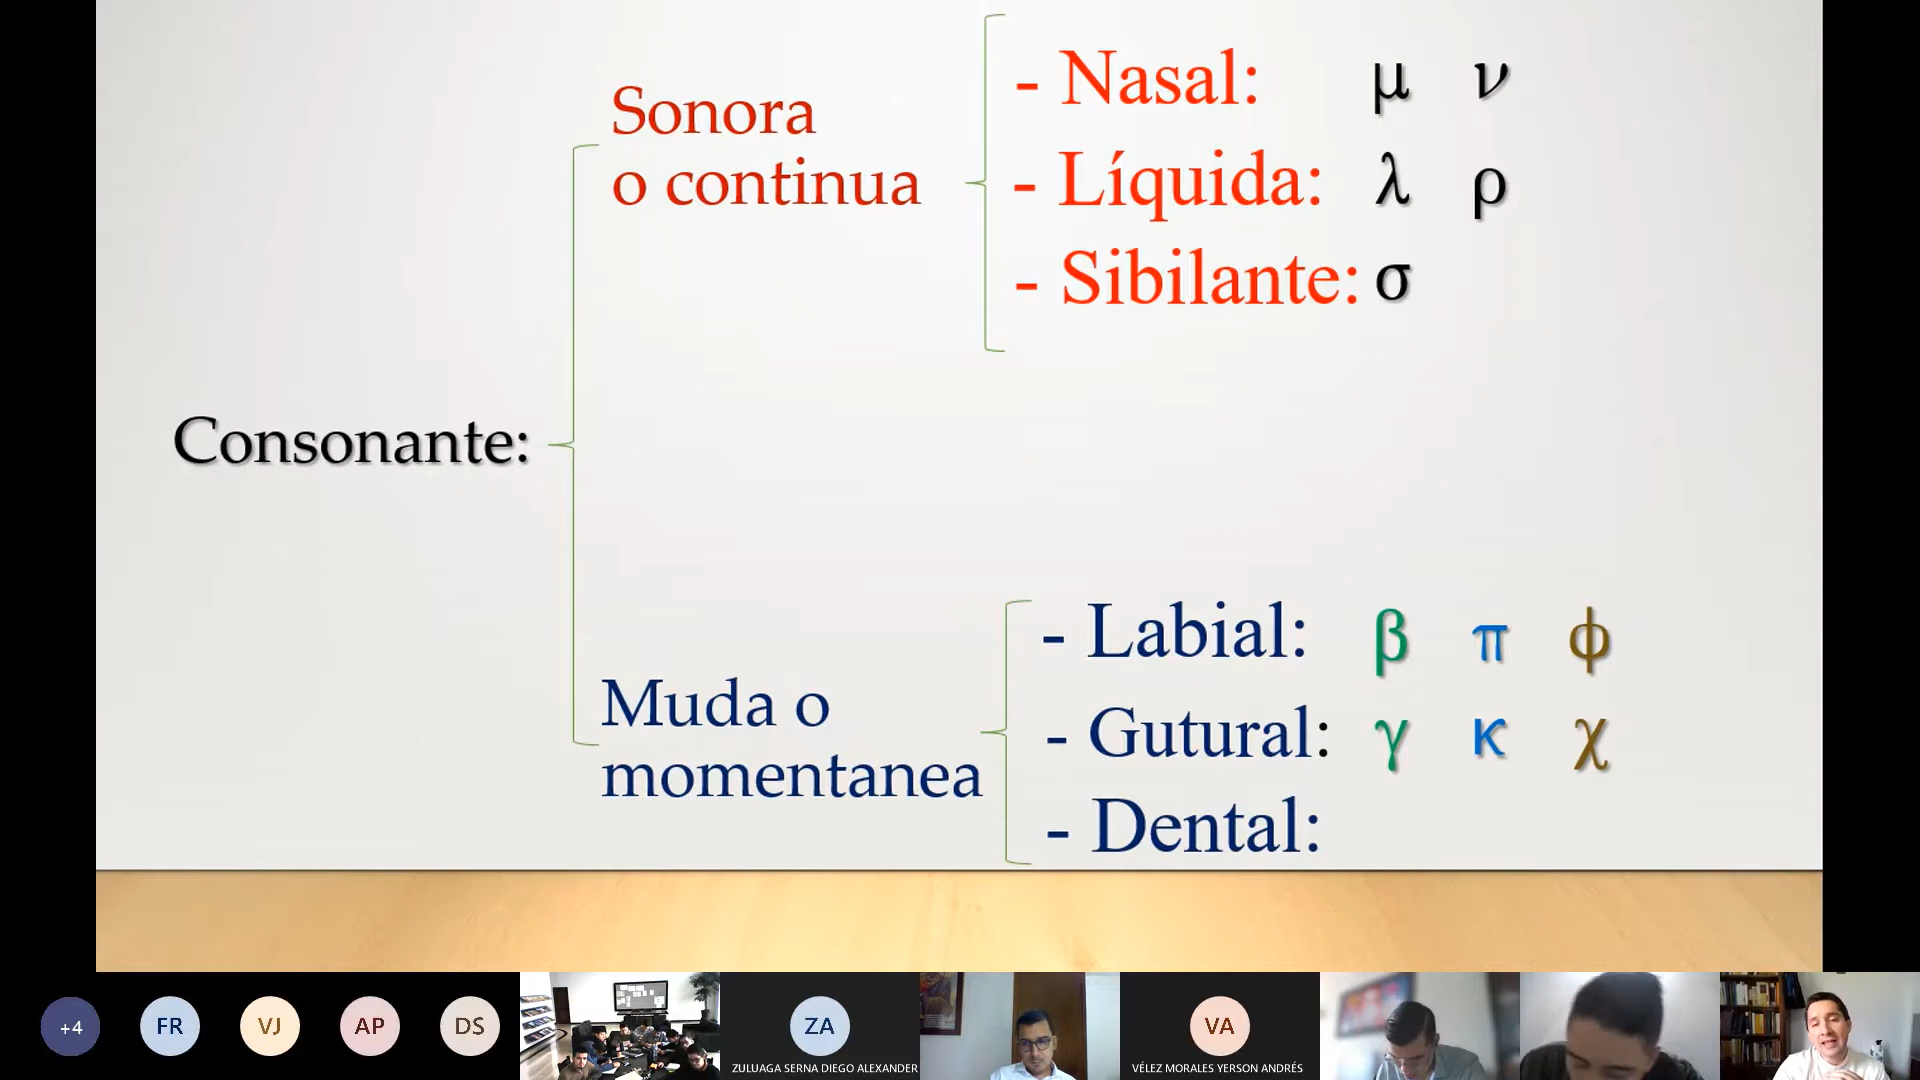 Sonora
o continua
- Nasal: μ ν
- Líquida: λ ρ
- Sibilante: σ
Consonante:
Muda o
momentanea
- Labial: β π ϕ
- Gutural: γ κ χ
- Dental:
+4
FR
VJ
AP
DS
ZA
ZULUAGA SERNA DIEGO ALEXANDER
VA
VÉLEZ MORALES YERSON ANDRÉS